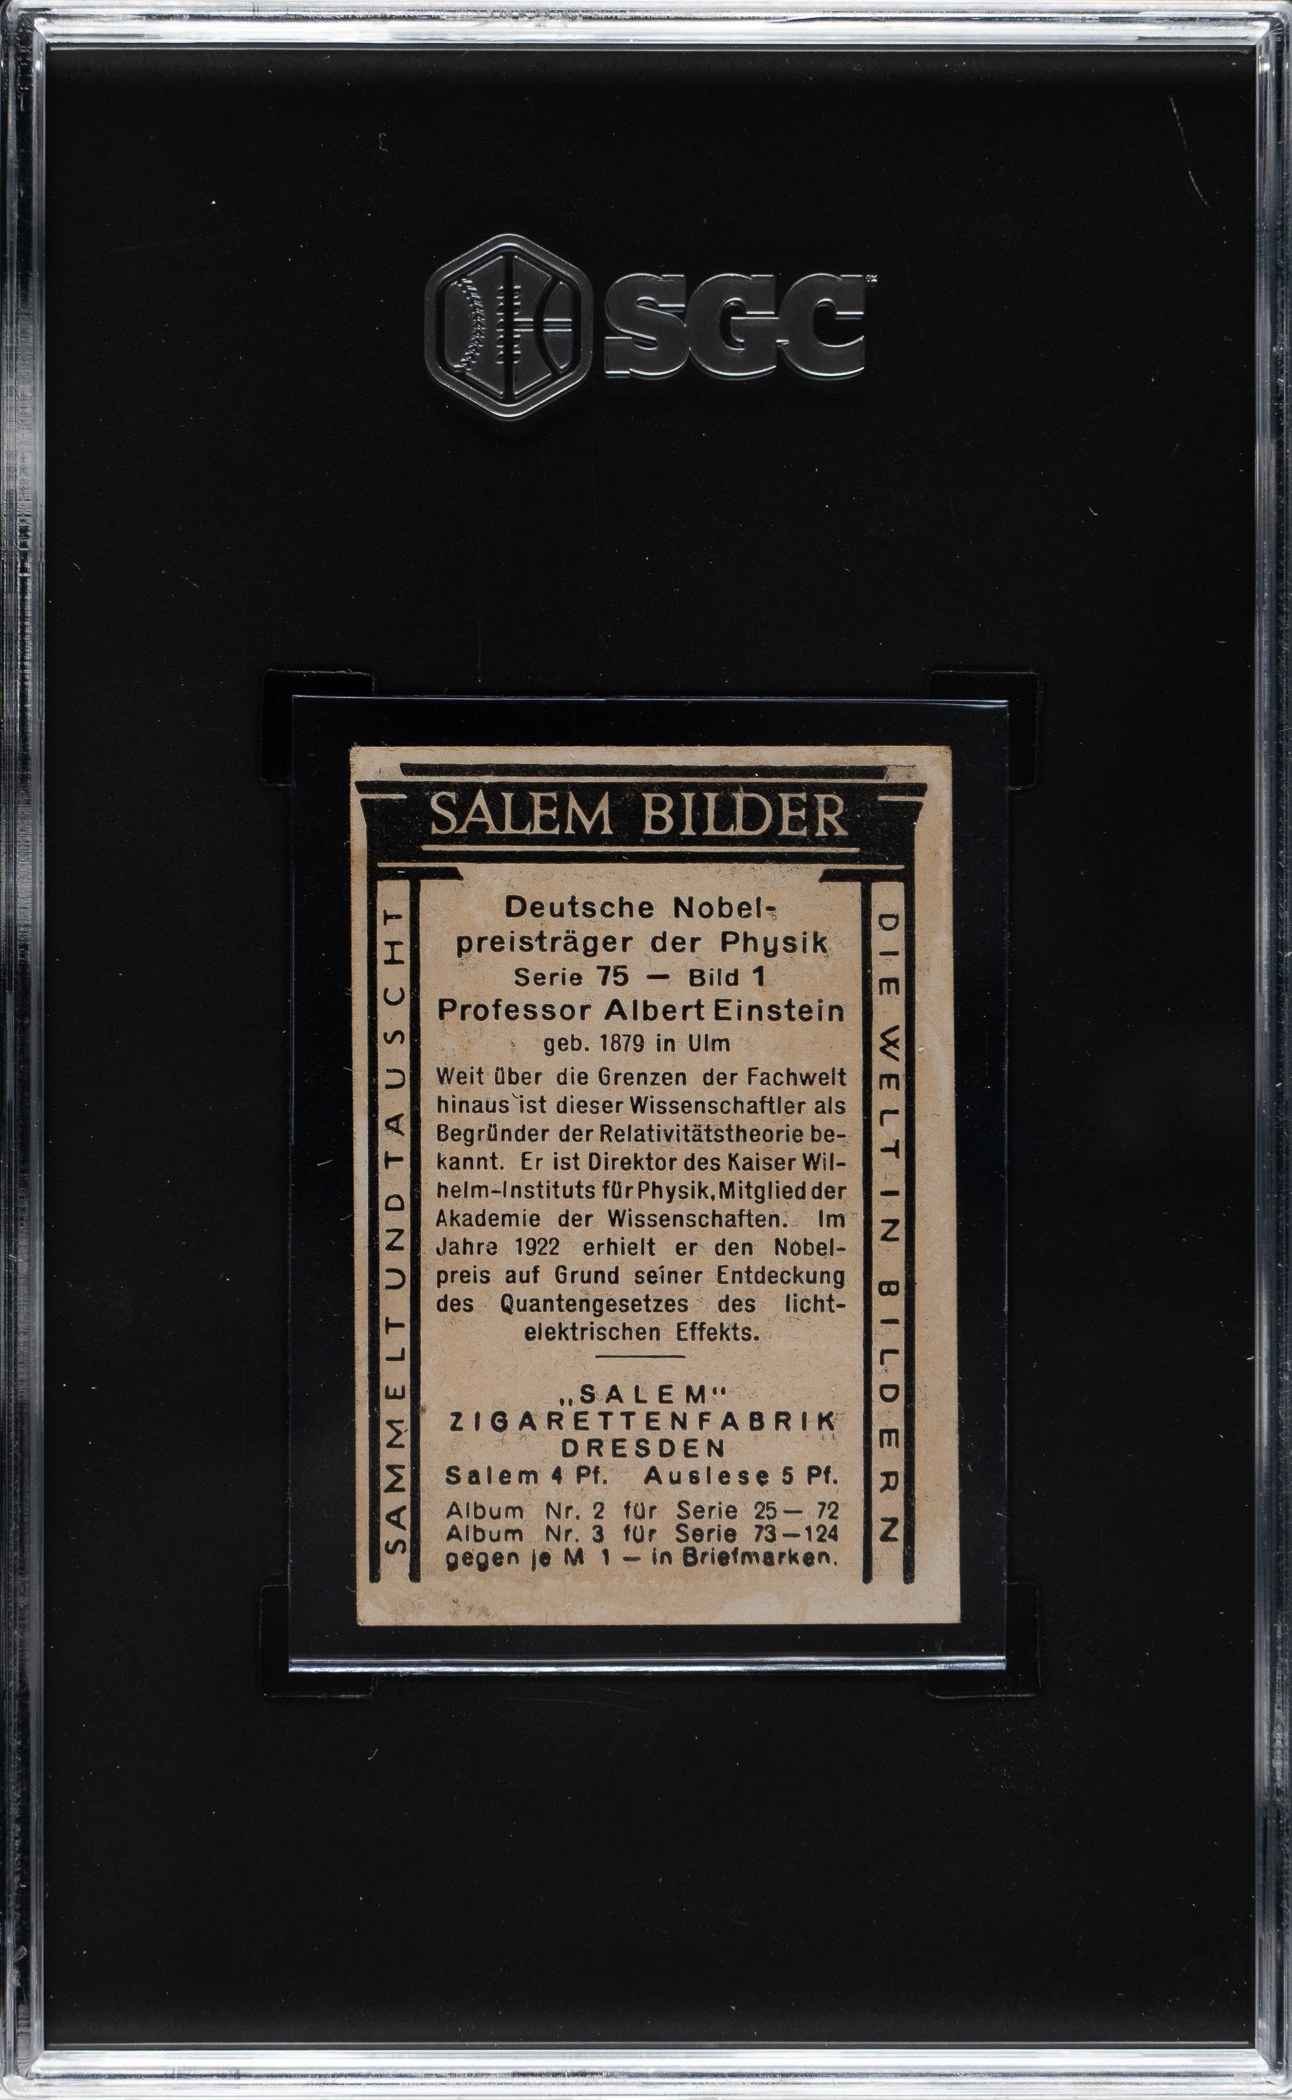 SGC
SALEM BILDER
SAMMELT UND TAUSCHT
DIE WELT IN BILDERN
Deutsche Nobel-
preisträger der Physik
Serie 75 — Bild 1
Professor Albert Einstein
geb. 1879 in Ulm
Weit über die Grenzen der Fachwelt
hinaus ist dieser Wissenschaftler als
Begründer der Relativitätstheorie be-
kannt. Er ist Direktor des Kaiser Wil-
helm-Instituts für Physik, Mitglied der
Akademie der Wissenschaften. Im
Jahre 1922 erhielt er den Nobel-
preis auf Grund seiner Entdeckung
des Quantengesetzes des licht-
elektrischen Effekts.
„SALEM“
ZIGARETTENFABRIK
DRESDEN
Salem 4 Pf. Auslese 5 Pf.
Album Nr. 2 für Serie 25— 72
Album Nr. 3 für Serie 73—124
gegen je M 1 — in Briefmarken.